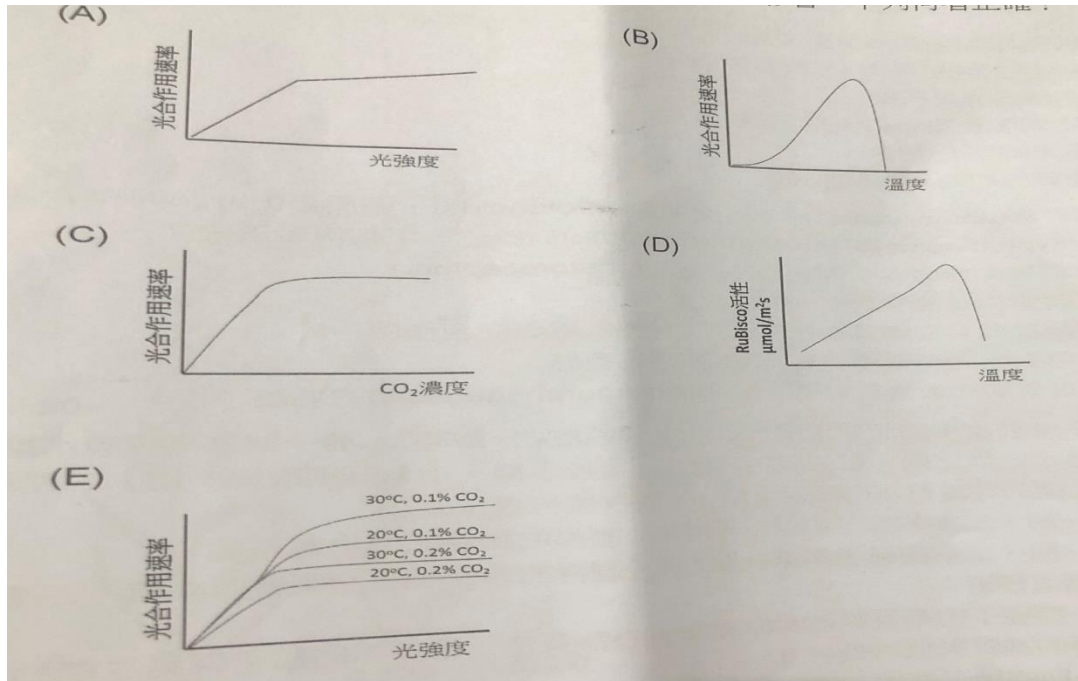 (A)
光合作用速率
光強度
(B)
光合作用速率
溫度
(C)
光合作用速率
CO₂濃度
(D)
RuBisco活性
μmol/m²s
溫度
(E)
光合作用速率
30°C, 0.1% CO₂
20°C, 0.1% CO₂
30°C, 0.2% CO₂
20°C, 0.2% CO₂
光強度